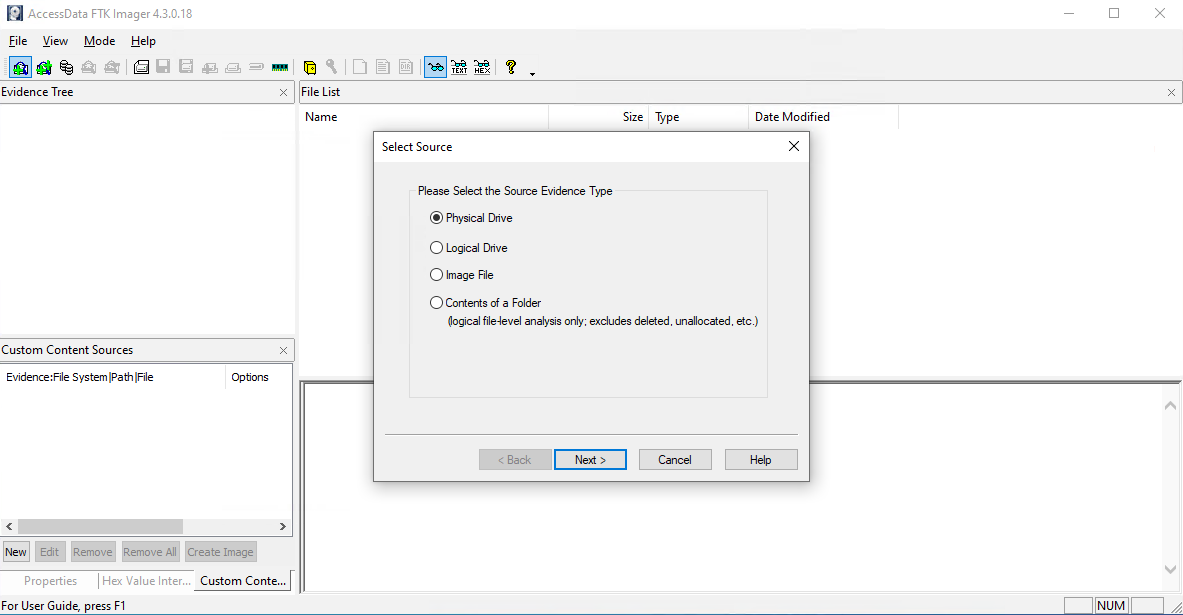 AccessData FTK Imager 4.3.0.18
File View Mode Help
TEXT HEX ?
Evidence Tree
File List
Name Size Type Date Modified
Select Source
Please Select the Source Evidence Type
Physical Drive
Logical Drive
Image File
Contents of a Folder
(logical file-level analysis only; excludes deleted, unallocated, etc.)
< Back Next > Cancel Help
Custom Content Sources
Evidence:File System|Path|File Options
New Edit Remove Remove All Create Image
Properties Hex Value Inter... Custom Conte...
For User Guide, press F1
NUM